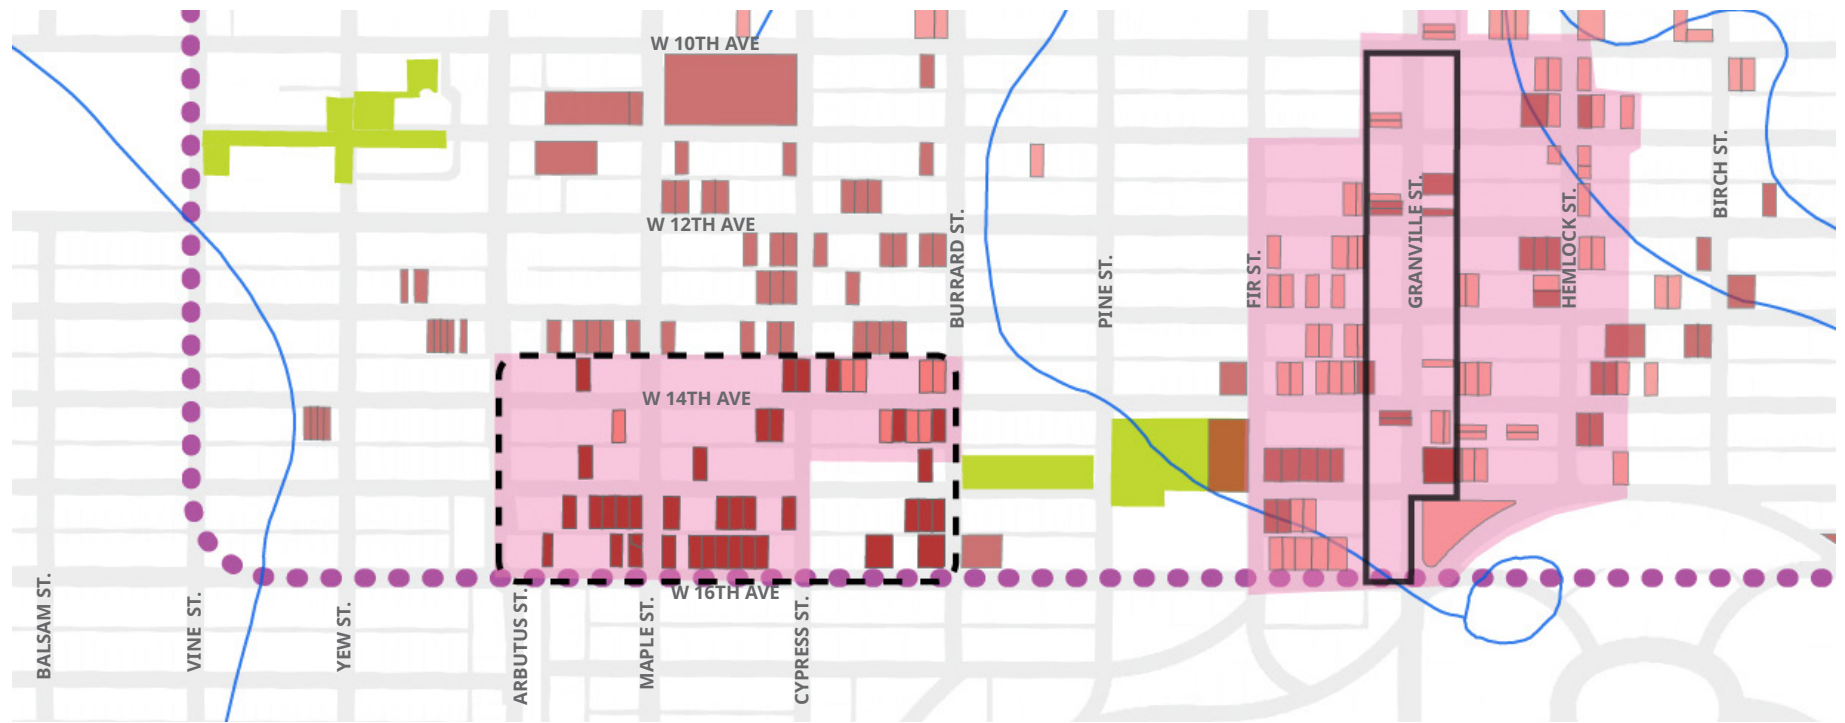 W 10TH AVE
W 12TH AVE
BURRARD ST.
PINE ST.
FIR ST.
GRANVILLE ST.
HEMLOCK ST.
BIRCH ST.
W 14TH AVE
W 16TH AVE
BALSAM ST.
VINE ST.
YEW ST.
ARBUTUS ST.
MAPLE ST.
CYPRESS ST.